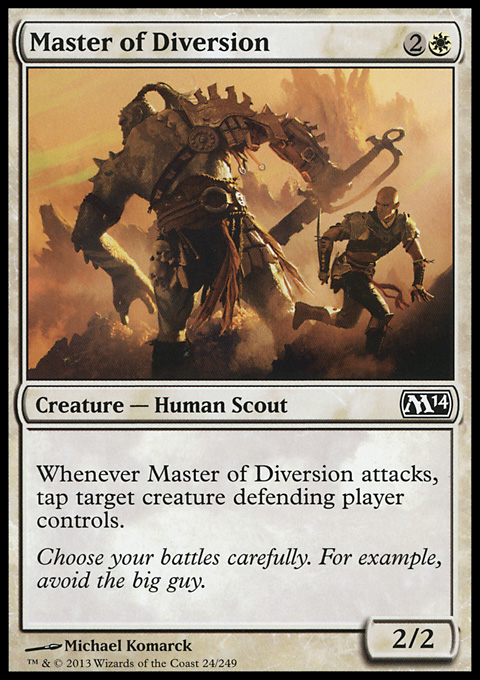 Master of Diversion 2
Creature — Human Scout M14
Whenever Master of Diversion attacks,
tap target creature defending player
controls.
Choose your battles carefully. For example,
avoid the big guy.
2/2
Michael Komarck
™ & © 2013 Wizards of the Coast 24/249